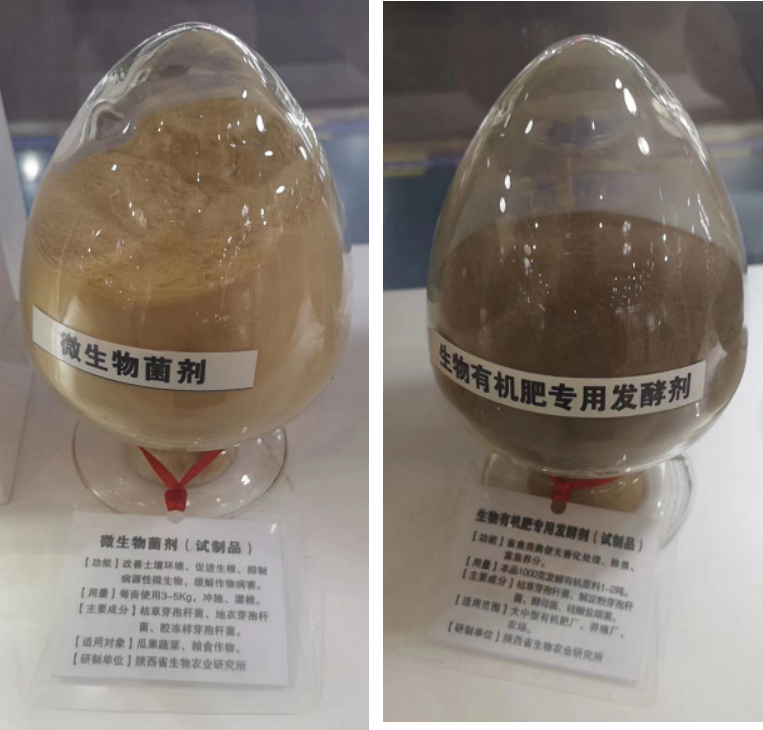 微生物菌剂
微生物菌剂（试制品）
【功能】改善土壤环境、促进生根、抑制
病源性微生物，缓解作物病害。
【用量】每亩使用3-5Kg，冲施、灌根。
【主要成分】枯草芽孢杆菌、地衣芽孢杆
菌、胶冻样芽孢杆菌。
【适用对象】瓜果蔬菜、粮食作物。
【研制单位】陕西省生物农业研究所
生物有机肥专用发酵剂
生物有机肥专用发酵剂（试制品）
【功能】畜禽类粪便无害化处理、除臭、
富集养分。
【用量】本品1000克发酵有机原料1-2吨。
【主要成分】枯草芽孢杆菌、解淀粉芽孢杆
菌、酵母菌、硅酸盐细菌。
【适用范围】大中型有机肥厂、养殖厂、
农场。
【研制单位】陕西省生物农业研究所